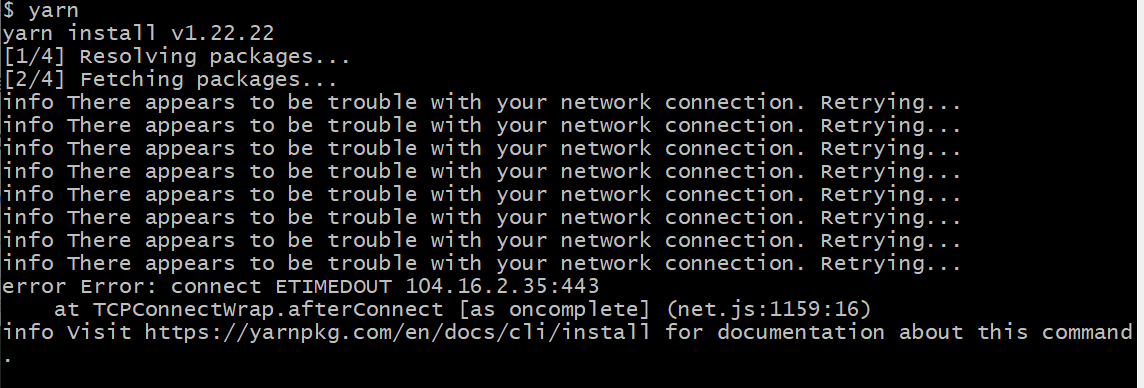 $ yarn
yarn install v1.22.22
[1/4] Resolving packages...
[2/4] Fetching packages...
info There appears to be trouble with your network connection. Retrying...
info There appears to be trouble with your network connection. Retrying...
info There appears to be trouble with your network connection. Retrying...
info There appears to be trouble with your network connection. Retrying...
info There appears to be trouble with your network connection. Retrying...
info There appears to be trouble with your network connection. Retrying...
info There appears to be trouble with your network connection. Retrying...
info There appears to be trouble with your network connection. Retrying...
error Error: connect ETIMEDOUT 104.16.2.35:443
    at TCPConnectWrap.afterConnect [as oncomplete] (net.js:1159:16)
info Visit https://yarnpkg.com/en/docs/cli/install for documentation about this command
.